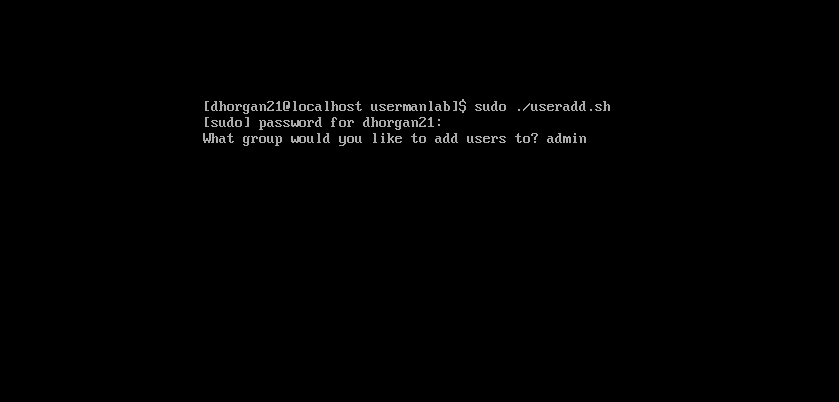 [dhorgan21@localhost usermanlab]$ sudo ./useradd.sh
[sudo] password for dhorgan21:
What group would you like to add users to? admin